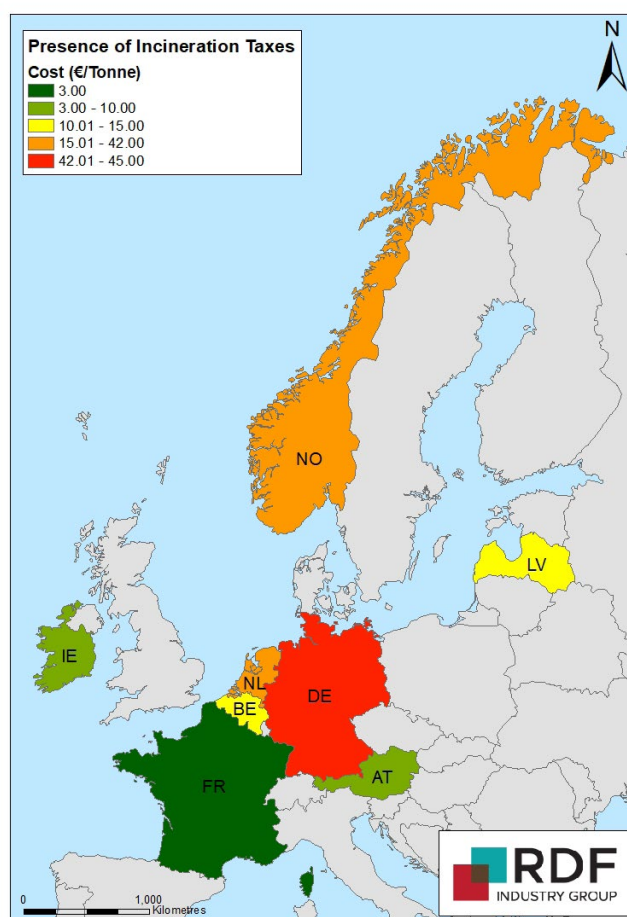 Presence of Incineration Taxes
Cost (€/Tonne)
3.00
3.00 - 10.00
10.01 - 15.00
15.01 - 42.00
42.01 - 45.00
N
NO
LV
IE
NL
BE
DE
FR
AT
0 1,000
Kilometres
RDF
INDUSTRY GROUP